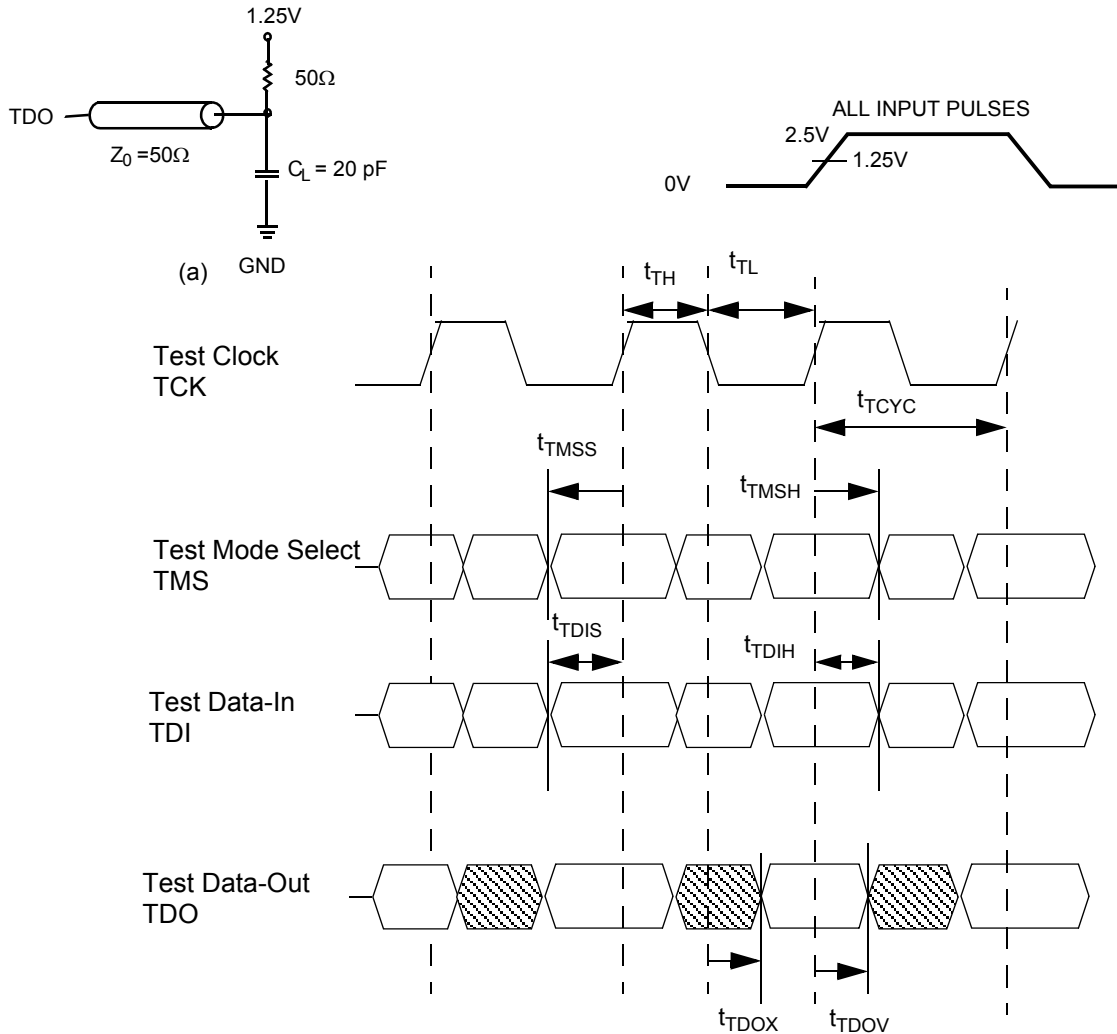 1.25V
50Ω
TDO
Z0 =50Ω
CL = 20 pF
GND
(a)
ALL INPUT PULSES
2.5V
1.25V
0V
tTH
tTL
Test Clock
TCK
tTCYC
tTMSS
tTMSH
Test Mode Select
TMS
tTDIS
tTDIH
Test Data-In
TDI
Test Data-Out
TDO
tTDOX
tTDOV